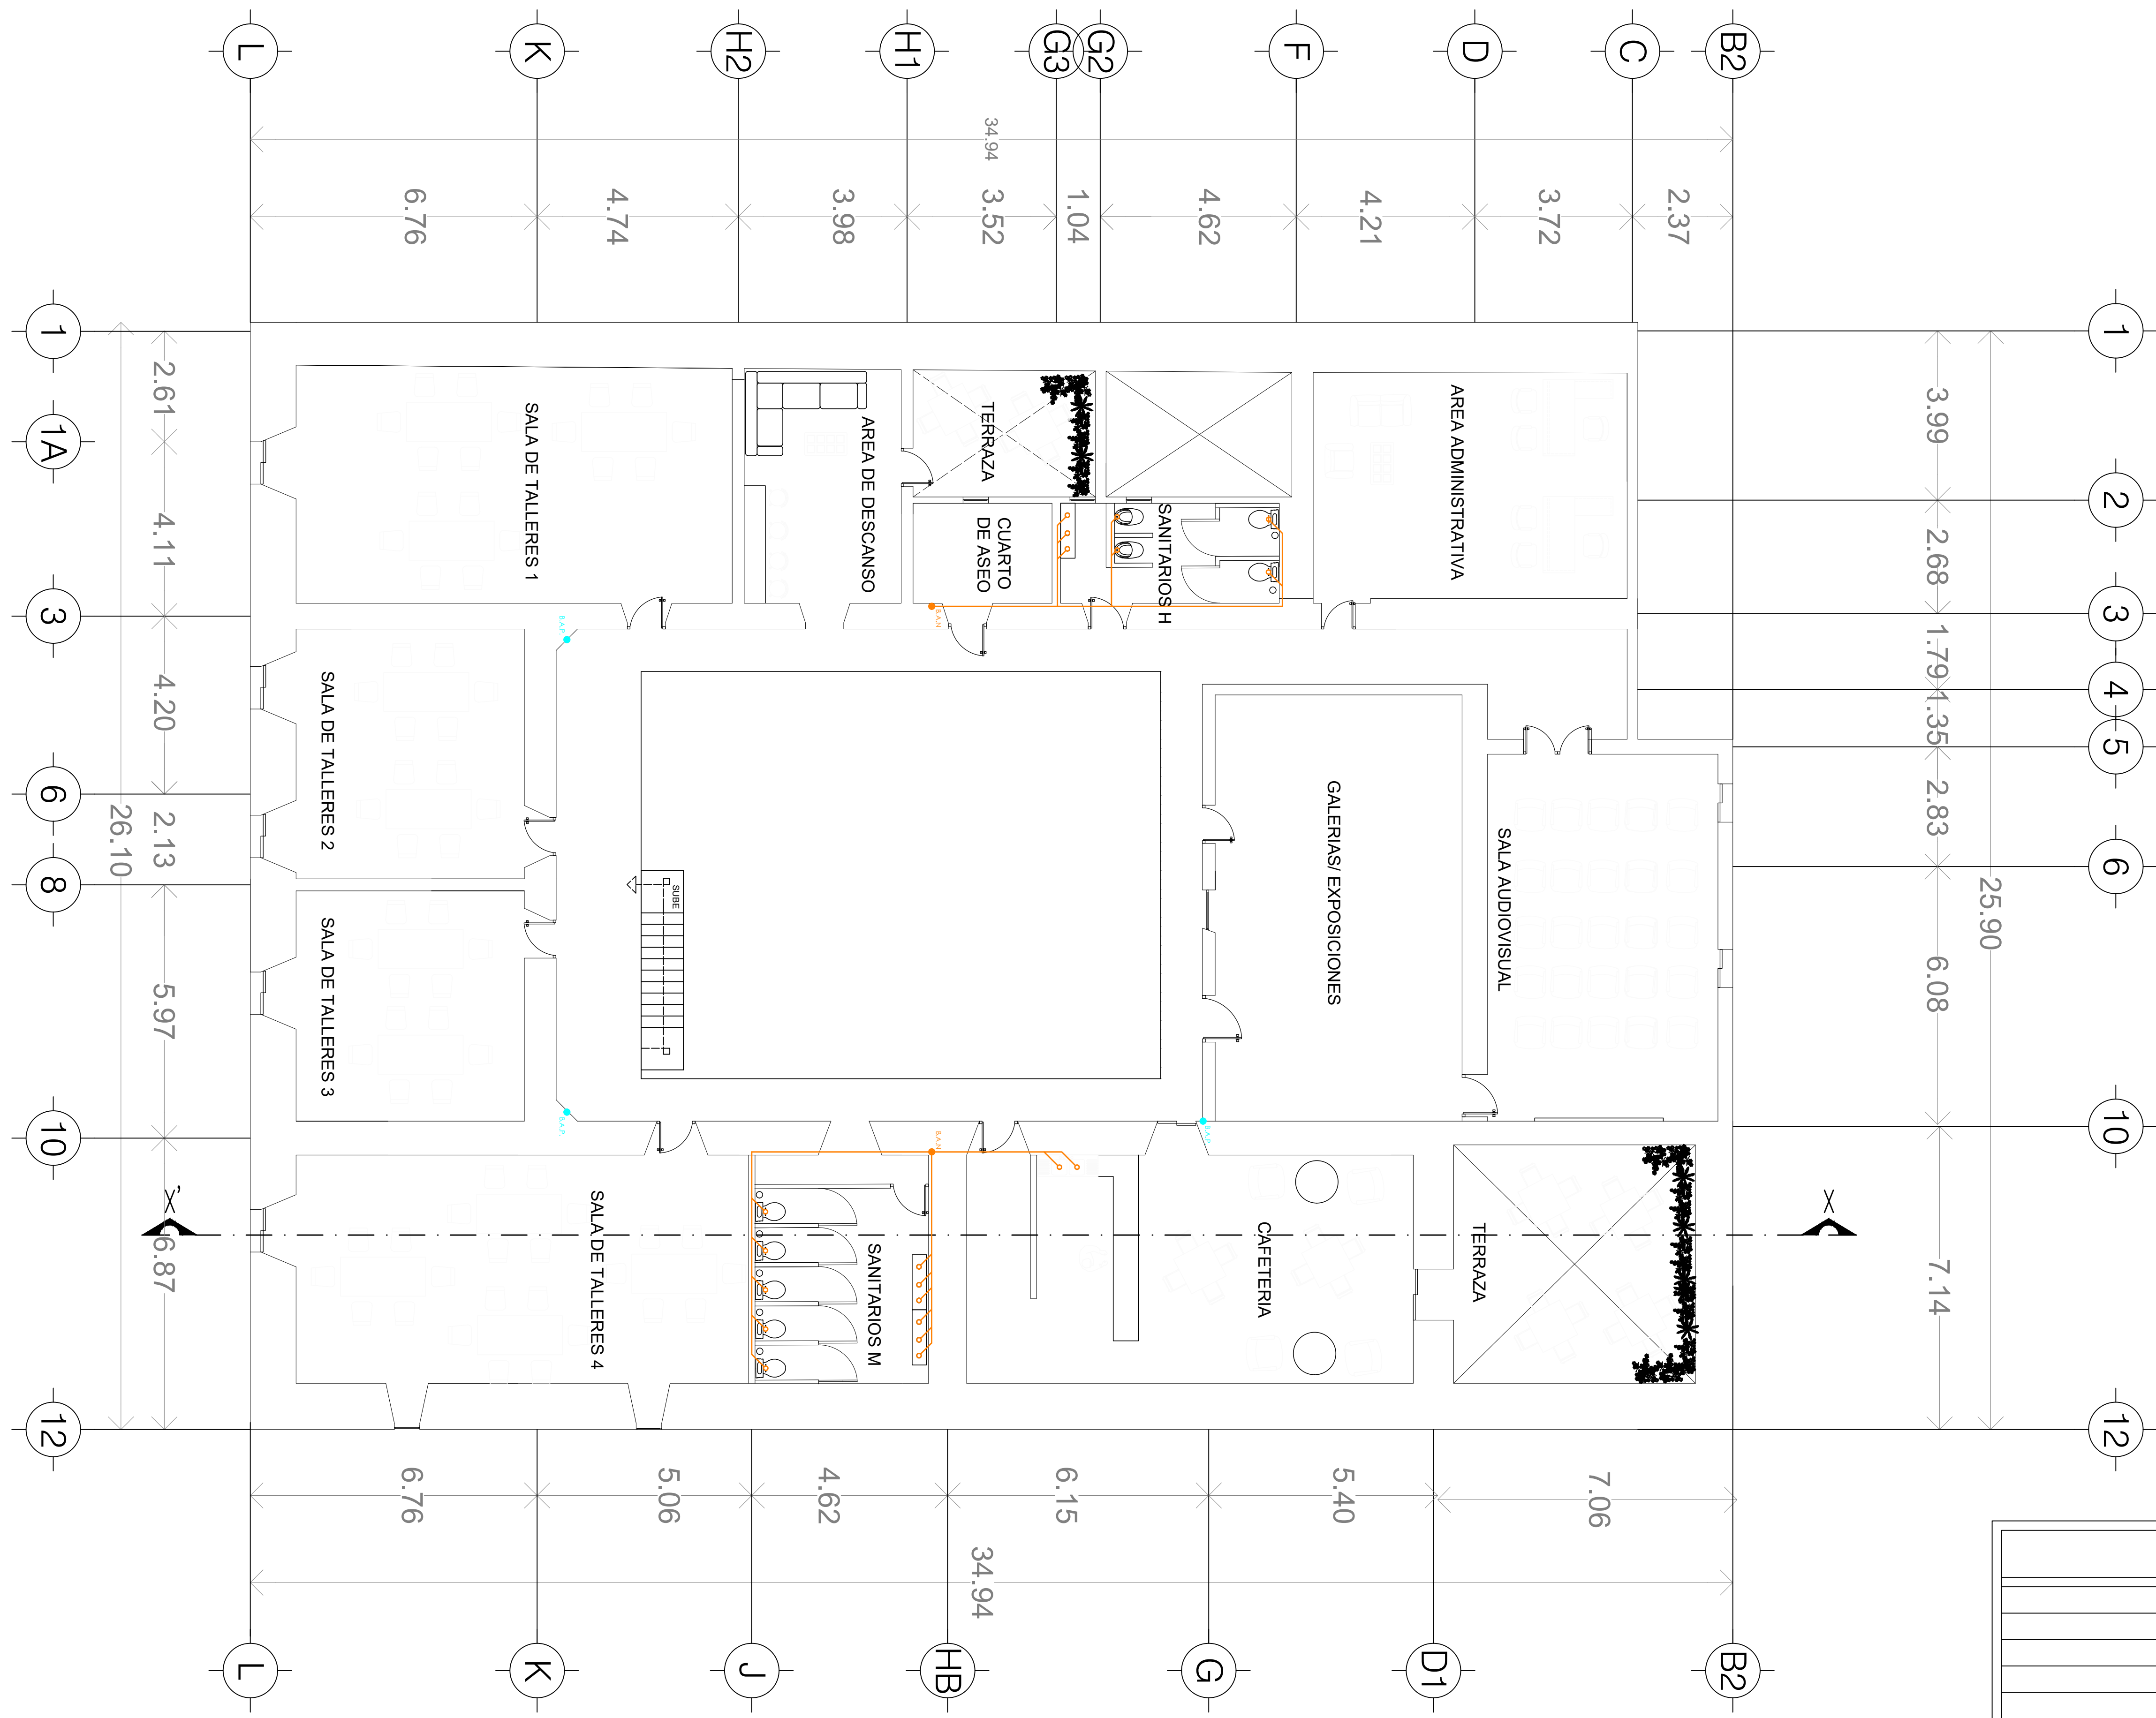 L
K
H2
H1
G3
G2
F
D
C
B2
34.94
6.76
4.74
3.98
3.52
1.04
4.62
4.21
3.72
2.37
1
1A
3
6
8
10
12
2.61
4.11
4.20
2.13
5.97
6.87
26.10
1
2
3
4
5
6
10
12
3.99
2.68
1.79
1.35
2.83
6.08
7.14
25.90
SALA DE TALLERES 1
AREA DE DESCANSO
TERRAZA
CUARTO
DE ASEO
SANITARIOS H
AREA ADMINISTRATIVA
B.A.P.
B.A.N
SALA DE TALLERES 2
SALA DE TALLERES 3
SUBE
GALERIAS/ EXPOSICIONES
SALA AUDIOVISUAL
B.A.P.
B.A.N
B.A.P.
SALA DE TALLERES 4
SANITARIOS M
CAFETERIA
TERRAZA
X'
X
6.76
5.06
4.62
6.15
5.40
7.06
34.94
L
K
J
HB
G
D1
B2